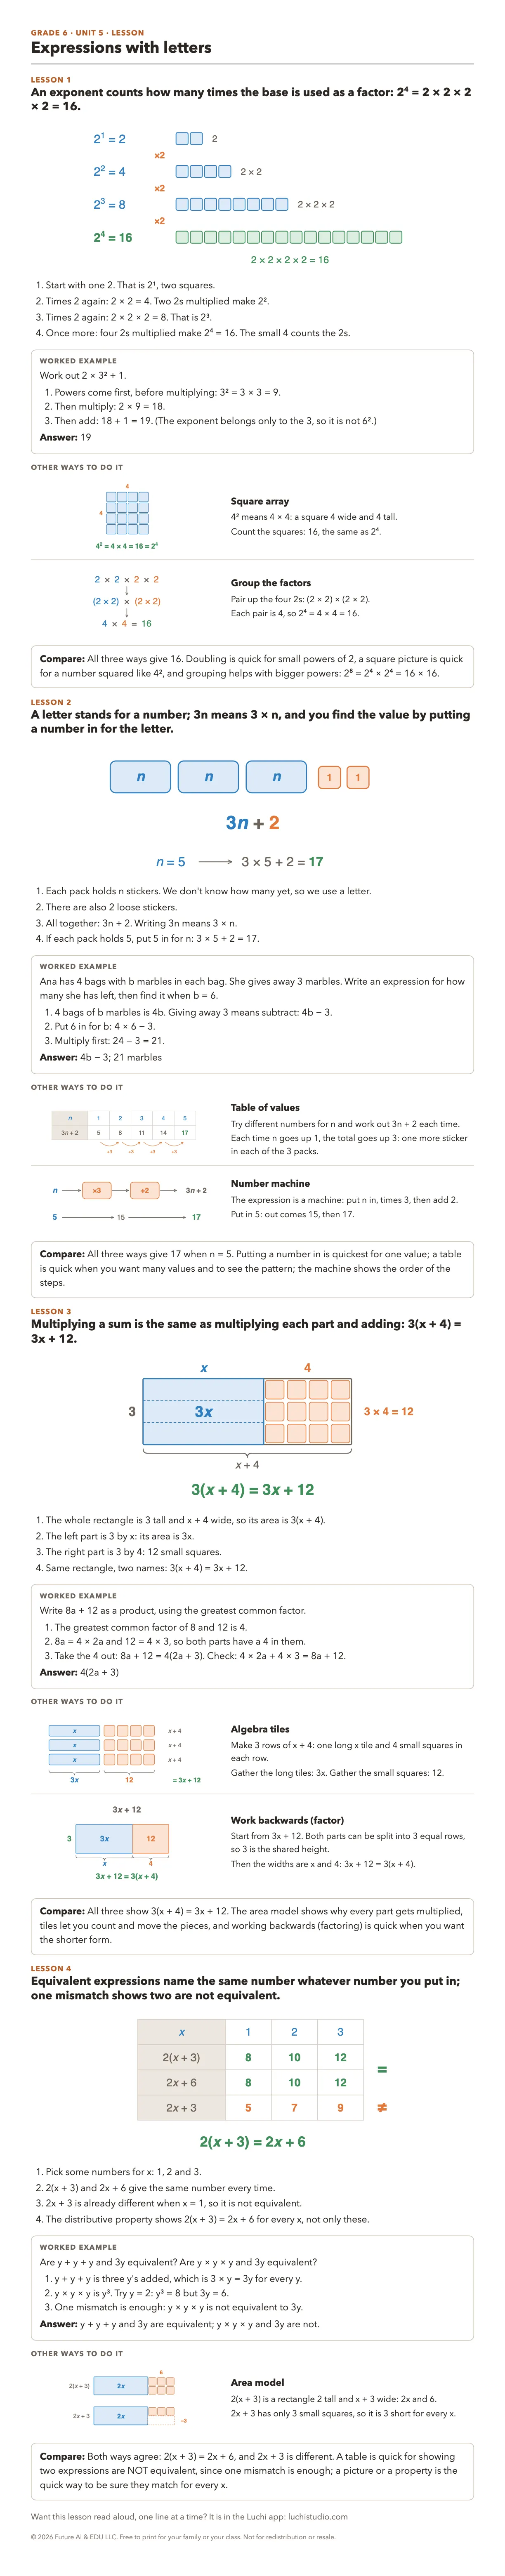 GRADE 6 · UNIT 5 · LESSON
Expressions with letters
LESSON 1
An exponent counts how many times the base is used as a factor: 2⁴ = 2 × 2 × 2
× 2 = 16.
2¹ = 2
2
×2
2² = 4
2 × 2
×2
2³ = 8
2 × 2 × 2
×2
2⁴ = 16
2 × 2 × 2 × 2 = 16
1. Start with one 2. That is 2¹, two squares.
2. Times 2 again: 2 × 2 = 4. Two 2s multiplied make 2².
3. Times 2 again: 2 × 2 × 2 = 8. That is 2³.
4. Once more: four 2s multiplied make 2⁴ = 16. The small 4 counts the 2s.
WORKED EXAMPLE
Work out 2 × 3² + 1.
1. Powers come first, before multiplying: 3² = 3 × 3 = 9.
2. Then multiply: 2 × 9 = 18.
3. Then add: 18 + 1 = 19. (The exponent belongs only to the 3, so it is not 6².)
Answer: 19
OTHER WAYS TO DO IT
4
4
4² = 4 × 4 = 16 = 2⁴
Square array
4² means 4 × 4: a square 4 wide and 4 tall.
Count the squares: 16, the same as 2⁴.
2 × 2 × 2 × 2
(2 × 2) × (2 × 2)
4 × 4 = 16
Group the factors
Pair up the four 2s: (2 × 2) × (2 × 2).
Each pair is 4, so 2⁴ = 4 × 4 = 16.
Compare: All three ways give 16. Doubling is quick for small powers of 2, a square picture is quick
for a number squared like 4², and grouping helps with bigger powers: 2⁸ = 2⁴ × 2⁴ = 16 × 16.
LESSON 2
A letter stands for a number; 3n means 3 × n, and you find the value by putting
a number in for the letter.
n n n 1 1
3n + 2
n = 5 → 3 × 5 + 2 = 17
1. Each pack holds n stickers. We don't know how many yet, so we use a letter.
2. There are also 2 loose stickers.
3. All together: 3n + 2. Writing 3n means 3 × n.
4. If each pack holds 5, put 5 in for n: 3 × 5 + 2 = 17.
WORKED EXAMPLE
Ana has 4 bags with b marbles in each bag. She gives away 3 marbles. Write an expression for how
many she has left, then find it when b = 6.
1. 4 bags of b marbles is 4b. Giving away 3 means subtract: 4b − 3.
2. Put 6 in for b: 4 × 6 − 3.
3. Multiply first: 24 − 3 = 21.
Answer: 4b − 3; 21 marbles
OTHER WAYS TO DO IT
n 1 2 3 4 5
3n + 2 5 8 11 14 17
+3 +3 +3 +3
Table of values
Try different numbers for n and work out 3n + 2 each time.
Each time n goes up 1, the total goes up 3: one more sticker
in each of the 3 packs.
n ×3 +2 3n + 2
5 15 17
Number machine
The expression is a machine: put n in, times 3, then add 2.
Put in 5: out comes 15, then 17.
Compare: All three ways give 17 when n = 5. Putting a number in is quickest for one value; a table
is quick when you want many values and to see the pattern; the machine shows the order of the
steps.
LESSON 3
Multiplying a sum is the same as multiplying each part and adding: 3(x + 4) =
3x + 12.
x 4
3 3x 3 × 4 = 12
x + 4
3(x + 4) = 3x + 12
1. The whole rectangle is 3 tall and x + 4 wide, so its area is 3(x + 4).
2. The left part is 3 by x: its area is 3x.
3. The right part is 3 by 4: 12 small squares.
4. Same rectangle, two names: 3(x + 4) = 3x + 12.
WORKED EXAMPLE
Write 8a + 12 as a product, using the greatest common factor.
1. The greatest common factor of 8 and 12 is 4.
2. 8a = 4 × 2a and 12 = 4 × 3, so both parts have a 4 in them.
3. Take the 4 out: 8a + 12 = 4(2a + 3). Check: 4 × 2a + 4 × 3 = 8a + 12.
Answer: 4(2a + 3)
OTHER WAYS TO DO IT
x x + 4
x x + 4
x x + 4
3x 12 = 3x + 12
Algebra tiles
Make 3 rows of x + 4: one long x tile and 4 small squares in
each row.
Gather the long tiles: 3x. Gather the small squares: 12.
3x + 12
3 3x 12
x 4
3x + 12 = 3(x + 4)
Work backwards (factor)
Start from 3x + 12. Both parts can be split into 3 equal rows,
so 3 is the shared height.
Then the widths are x and 4: 3x + 12 = 3(x + 4).
Compare: All three show 3(x + 4) = 3x + 12. The area model shows why every part gets multiplied,
tiles let you count and move the pieces, and working backwards (factoring) is quick when you want
the shorter form.
LESSON 4
Equivalent expressions name the same number whatever number you put in;
one mismatch shows two are not equivalent.
x 1 2 3
2(x + 3) 8 10 12
=
2x + 6 8 10 12
2x + 3 5 7 9 ≠
2(x + 3) = 2x + 6
1. Pick some numbers for x: 1, 2 and 3.
2. 2(x + 3) and 2x + 6 give the same number every time.
3. 2x + 3 is already different when x = 1, so it is not equivalent.
4. The distributive property shows 2(x + 3) = 2x + 6 for every x, not only these.
WORKED EXAMPLE
Are y + y + y and 3y equivalent? Are y × y × y and 3y equivalent?
1. y + y + y is three y's added, which is 3 × y = 3y for every y.
2. y × y × y is y³. Try y = 2: y³ = 8 but 3y = 6.
3. One mismatch is enough: y × y × y is not equivalent to 3y.
Answer: y + y + y and 3y are equivalent; y × y × y and 3y are not.
OTHER WAYS TO DO IT
6
2(x + 3) 2x
2x + 3 2x
−3
Area model
2(x + 3) is a rectangle 2 tall and x + 3 wide: 2x and 6.
2x + 3 has only 3 small squares, so it is 3 short for every x.
Compare: Both ways agree: 2(x + 3) = 2x + 6, and 2x + 3 is different. A table is quick for showing
two expressions are NOT equivalent, since one mismatch is enough; a picture or a property is the
quick way to be sure they match for every x.
Want this lesson read aloud, one line at a time? It is in the Luchi app: luchistudio.com
© 2026 Future AI & EDU LLC. Free to print for your family or your class. Not for redistribution or resale.